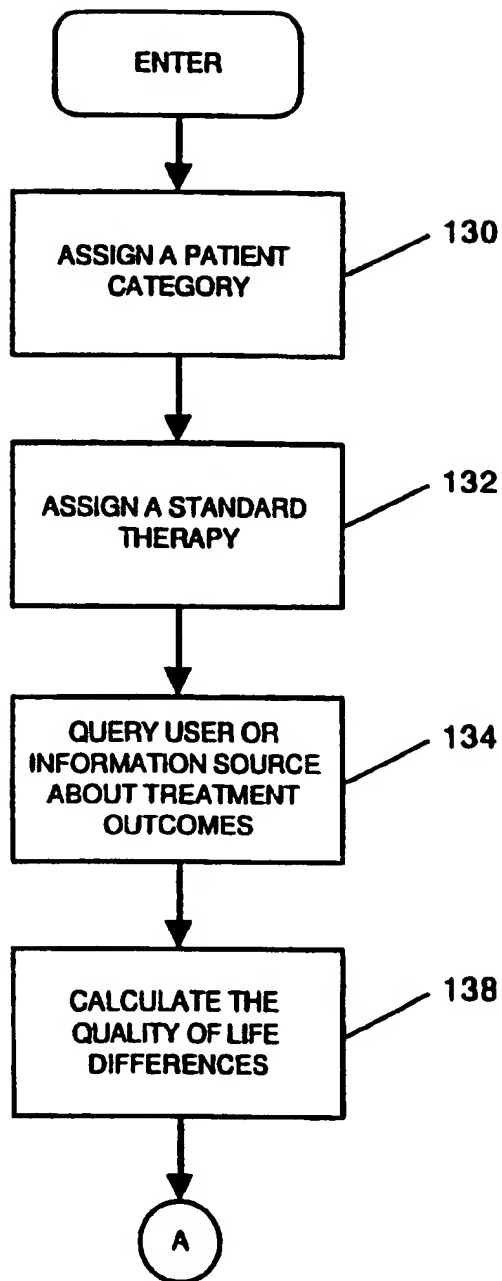 ENTER
ASSIGN A PATIENT
CATEGORY
130
ASSIGN A STANDARD
THERAPY
132
QUERY USER OR
INFORMATION SOURCE
ABOUT TREATMENT
OUTCOMES
134
CALCULATE THE
QUALITY OF LIFE
DIFFERENCES
138
A